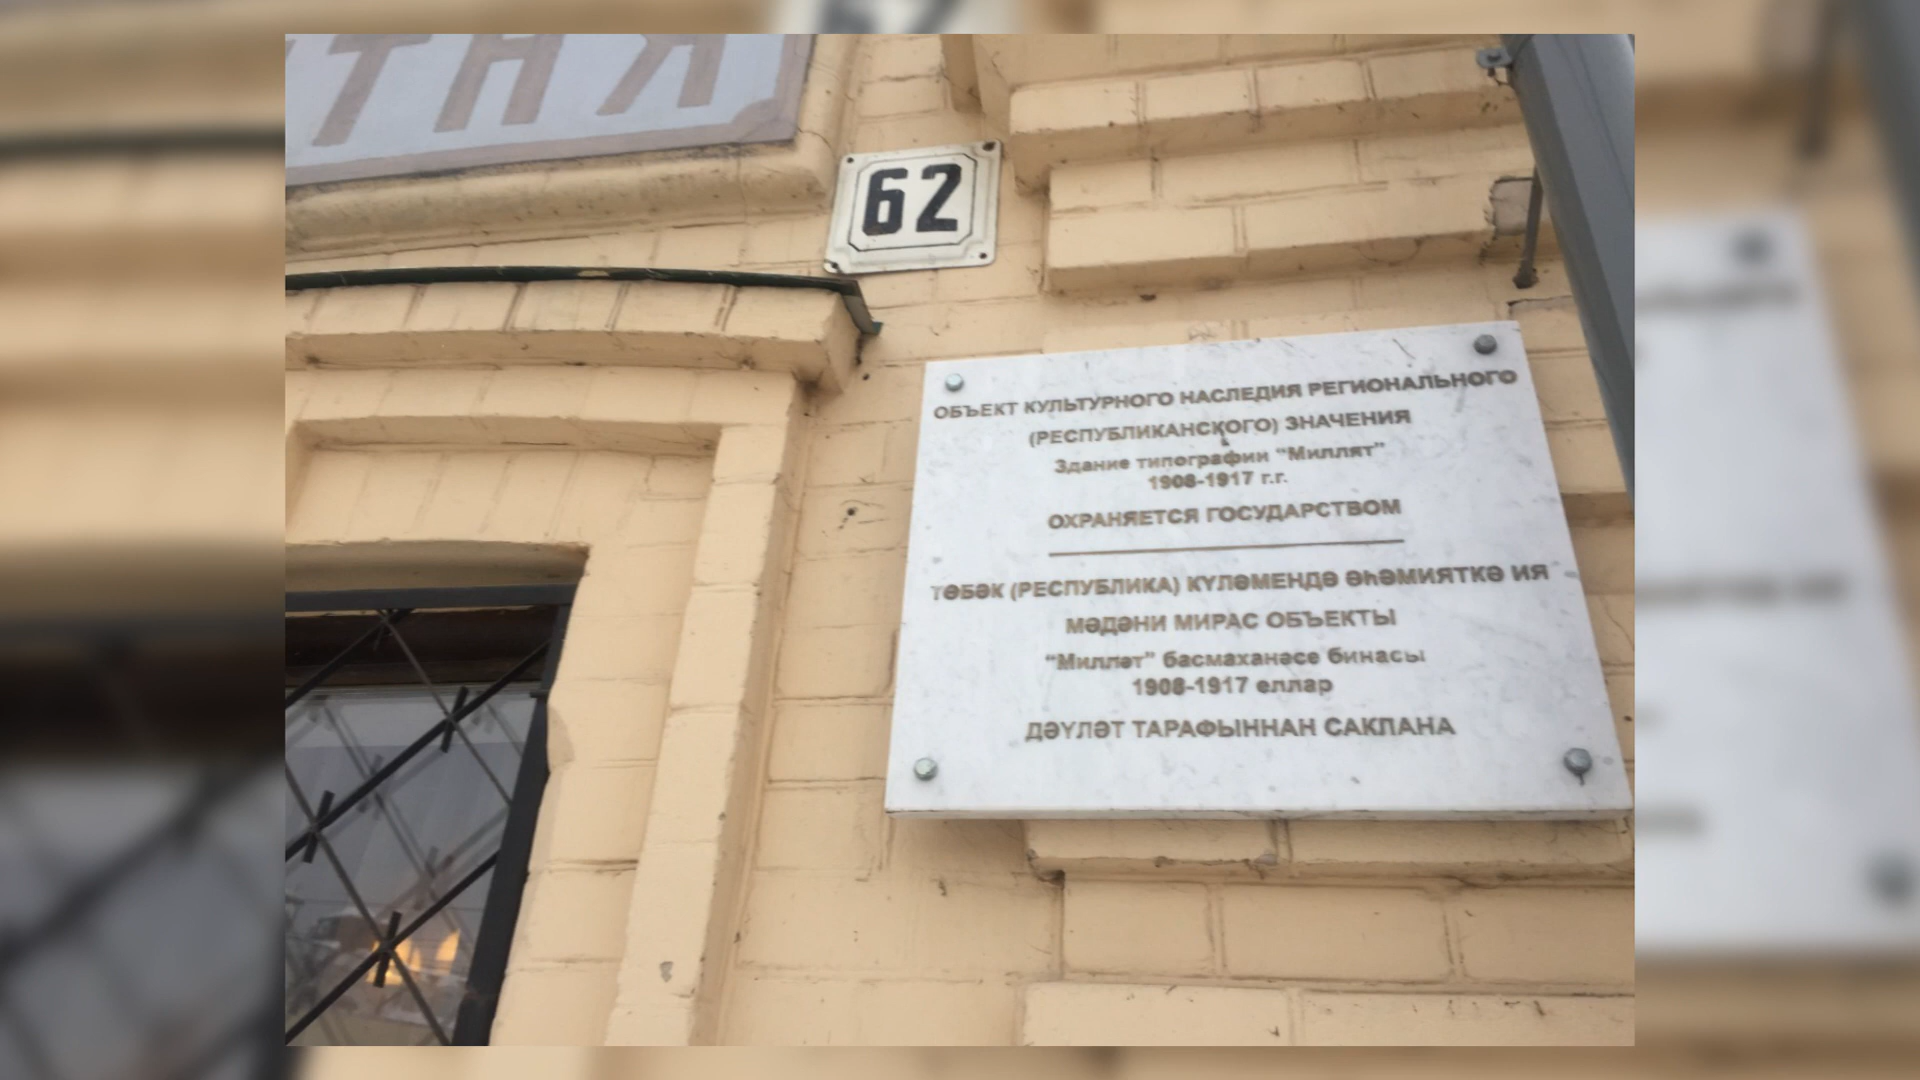 ТНЯ
62
ОБЪЕКТ КУЛЬТУРНОГО НАСЛЕДИЯ РЕГИОНАЛЬНОГО
(РЕСПУБЛИКАНСКОГО) ЗНАЧЕНИЯ
Здание типографии “Миллят”
1908-1917 г.г.
ОХРАНЯЕТСЯ ГОСУДАРСТВОМ
ТӨБӘК (РЕСПУБЛИКА) КҮЛӘМЕНДӘ ӘҺӘМИЯТКӘ ИЯ
МӘДӘНИ МИРАС ОБЪЕКТЫ
“Милләт” басмаханәсе бинасы
1908-1917 еллар
ДӘҮЛӘТ ТАРАФЫННАН САКЛАНА